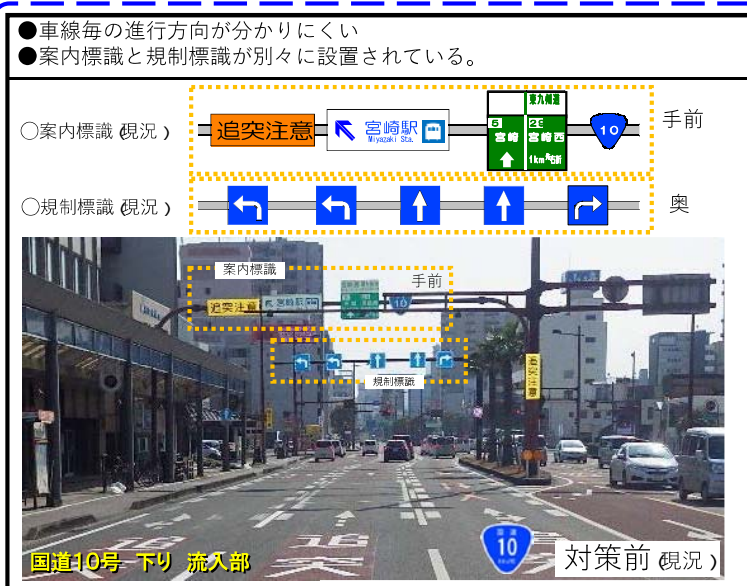 ●車線毎の進行方向が分かりにくい
●案内標識と規制標識が別々に設置されている。
○案内標識(現況)
追突注意
宮崎駅
Miyazaki Sta.
東九州道
5
宮崎
29
宮崎西
1km
10
手前
○規制標識(現況)
奥
案内標識
手前
追突注意
宮崎駅
10
規制標識
追突注意
国道10号 下り 流入部
国道
10
対策前(現況)